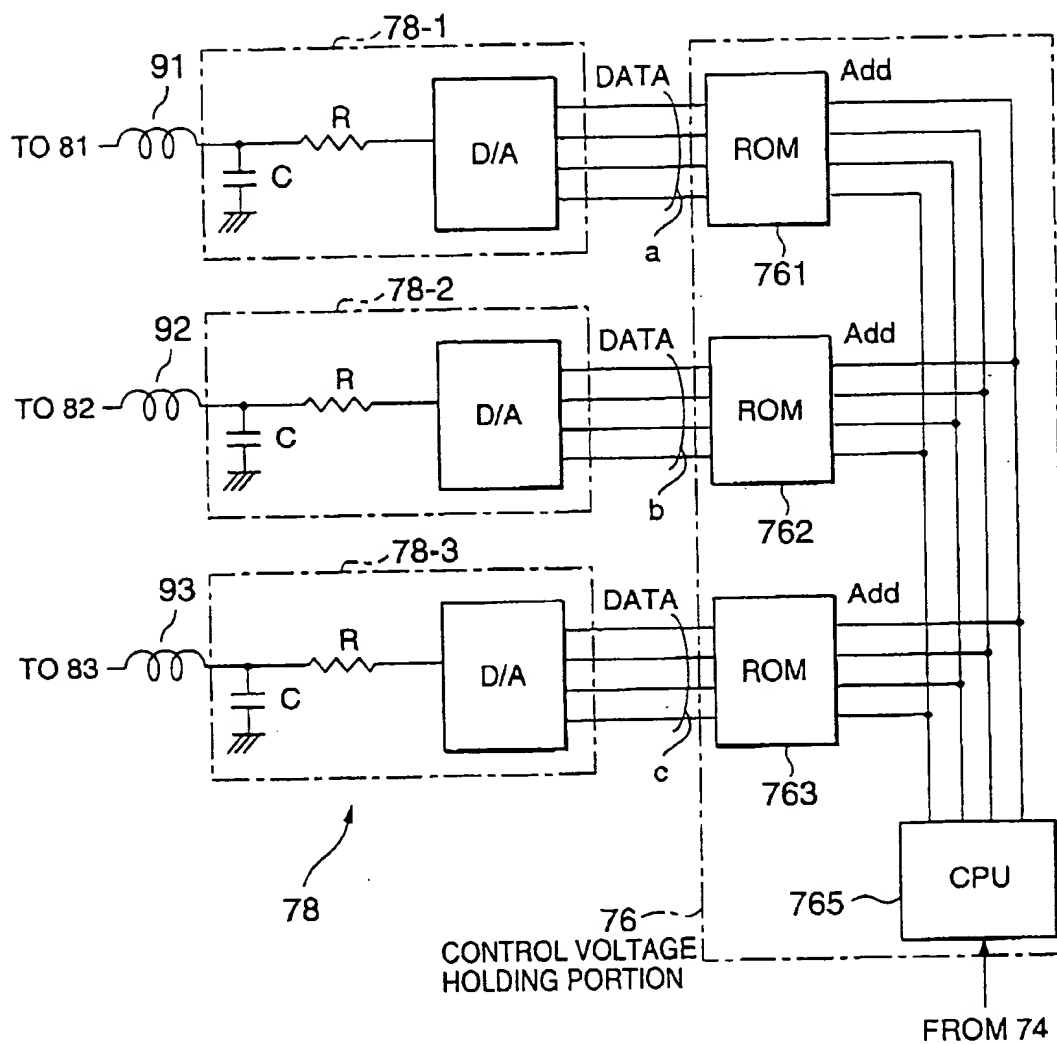 78-1
91
DATA
Add
R
TO 81
D/A
ROM
C
a
761
78-2
92
DATA
Add
R
TO 82
D/A
ROM
C
b
762
78-3
93
DATA
Add
R
TO 83
D/A
ROM
C
c
763
78
76
765
CPU
CONTROL VOLTAGE
HOLDING PORTION
FROM 74